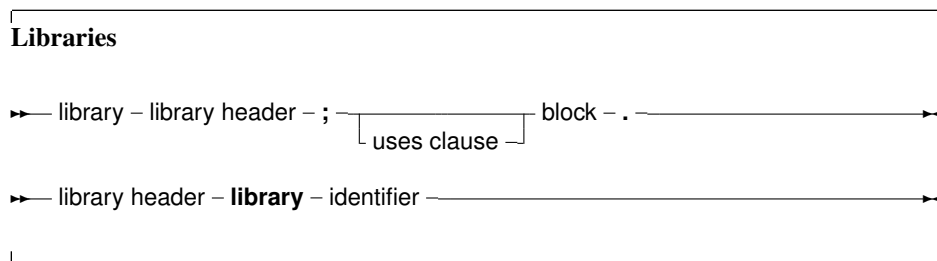 Libraries
library – library header – ; block – .
uses clause
library header – library – identifier